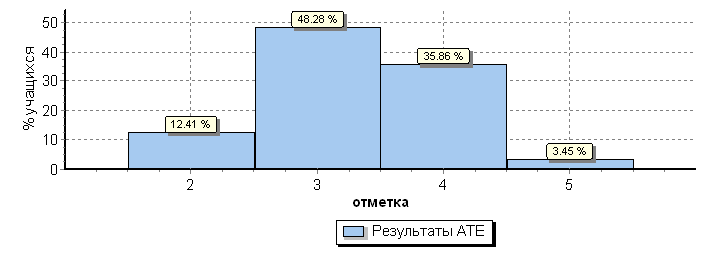 50
40
30
20
10
0
% учащихся
12.41 %
48.28 %
35.86 %
3.45 %
2 3 4 5
отметка
Результаты АТЕ